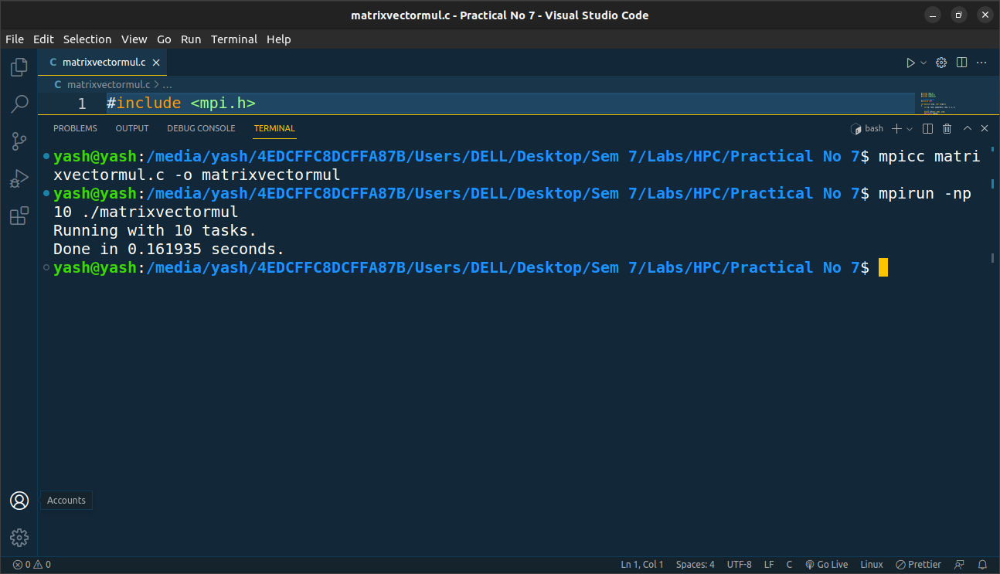 matrixvectormul.c - Practical No 7 - Visual Studio Code
File Edit Selection View Go Run Terminal Help
C matrixvectormul.c
C matrixvectormul.c > ...
1 #include <mpi.h>
PROBLEMS OUTPUT DEBUG CONSOLE TERMINAL
bash
yash@yash:/media/yash/4EDCFFC8DCFFA87B/Users/DELL/Desktop/Sem 7/Labs/HPC/Practical No 7$ mpicc matri
xvectormul.c -o matrixvectormul
yash@yash:/media/yash/4EDCFFC8DCFFA87B/Users/DELL/Desktop/Sem 7/Labs/HPC/Practical No 7$ mpirun -np
10 ./matrixvectormul
Running with 10 tasks.
Done in 0.161935 seconds.
yash@yash:/media/yash/4EDCFFC8DCFFA87B/Users/DELL/Desktop/Sem 7/Labs/HPC/Practical No 7$
Accounts
0 0 Ln 1, Col 1 Spaces: 4 UTF-8 LF C Go Live Linux Prettier